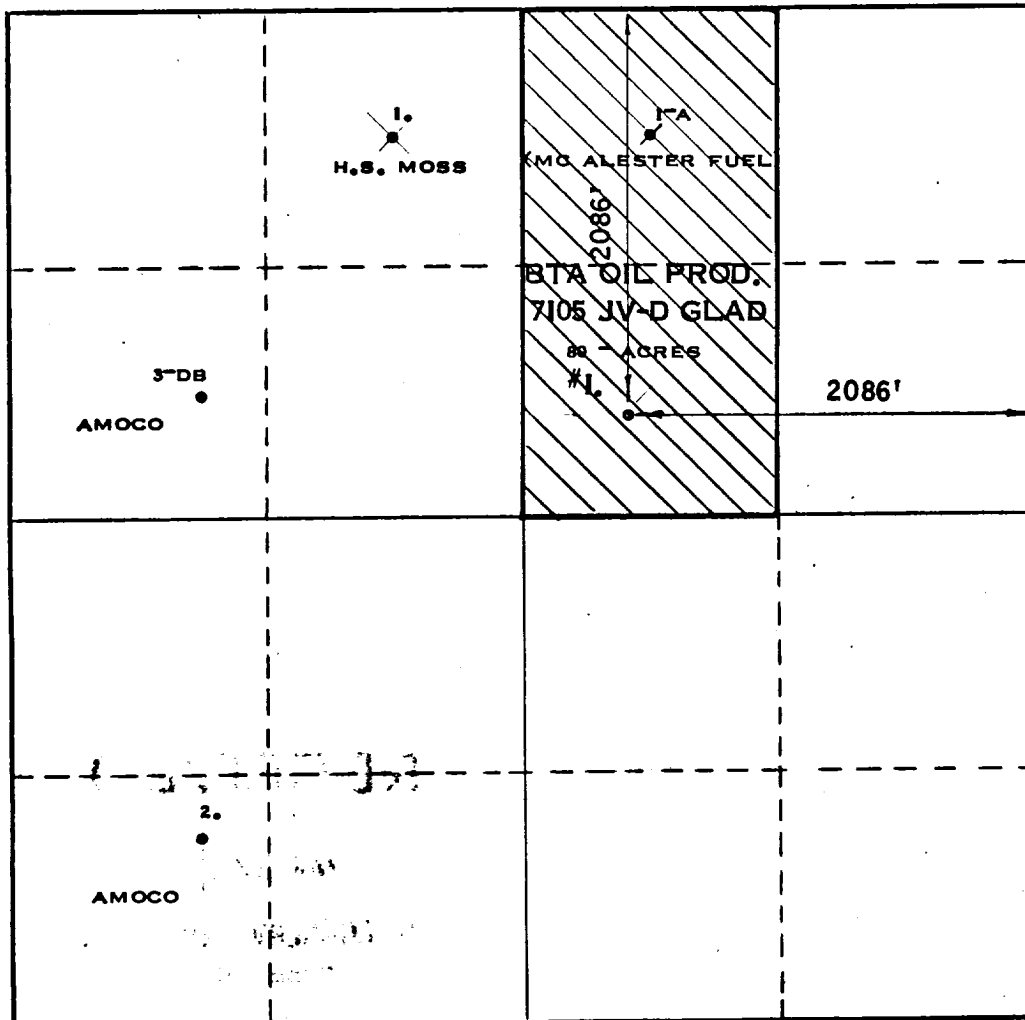 1.
H.S. MOSS
1-A
(MC ALESTER FUEL
2086'
BTA OIL PROD.
7105 JV-D GLAD
80 - ACRES
#1.
2086'
3-DB
AMOCO
2.
AMOCO